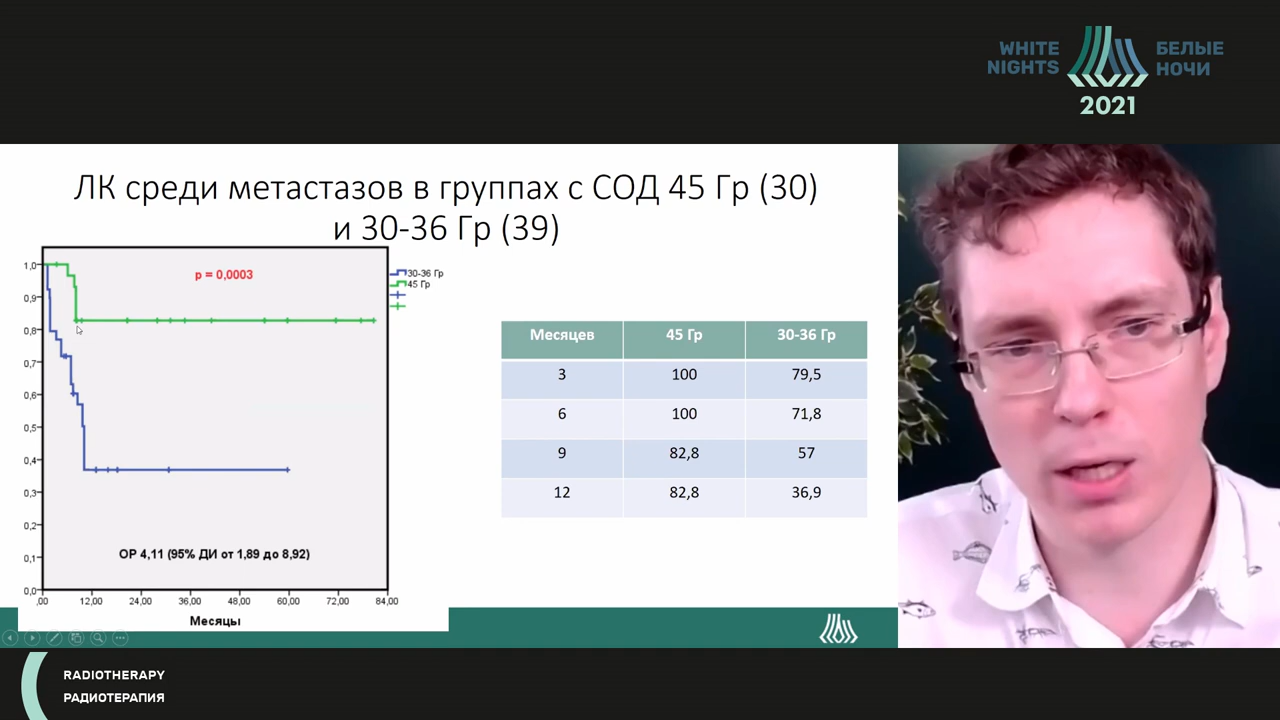 WHITE NIGHTS
БЕЛЫЕ НОЧИ
2021
ЛК среди метастазов в группах с СОД 45 Гр (30)
и 30-36 Гр (39)
p = 0,0003
30-36 Гр
45 Гр
1,0
0,9
0,8
0,7
0,6
0,5
0,4
0,3
0,2
0,1
0,0
ОР 4,11 (95% ДИ от 1,89 до 8,92)
,00 12,00 24,00 36,00 48,00 60,00 72,00 84,00
Месяцы
Месяцев 45 Гр 30-36 Гр
3 100 79,5
6 100 71,8
9 82,8 57
12 82,8 36,9
RADIOTHERAPY
РАДИОТЕРАПИЯ